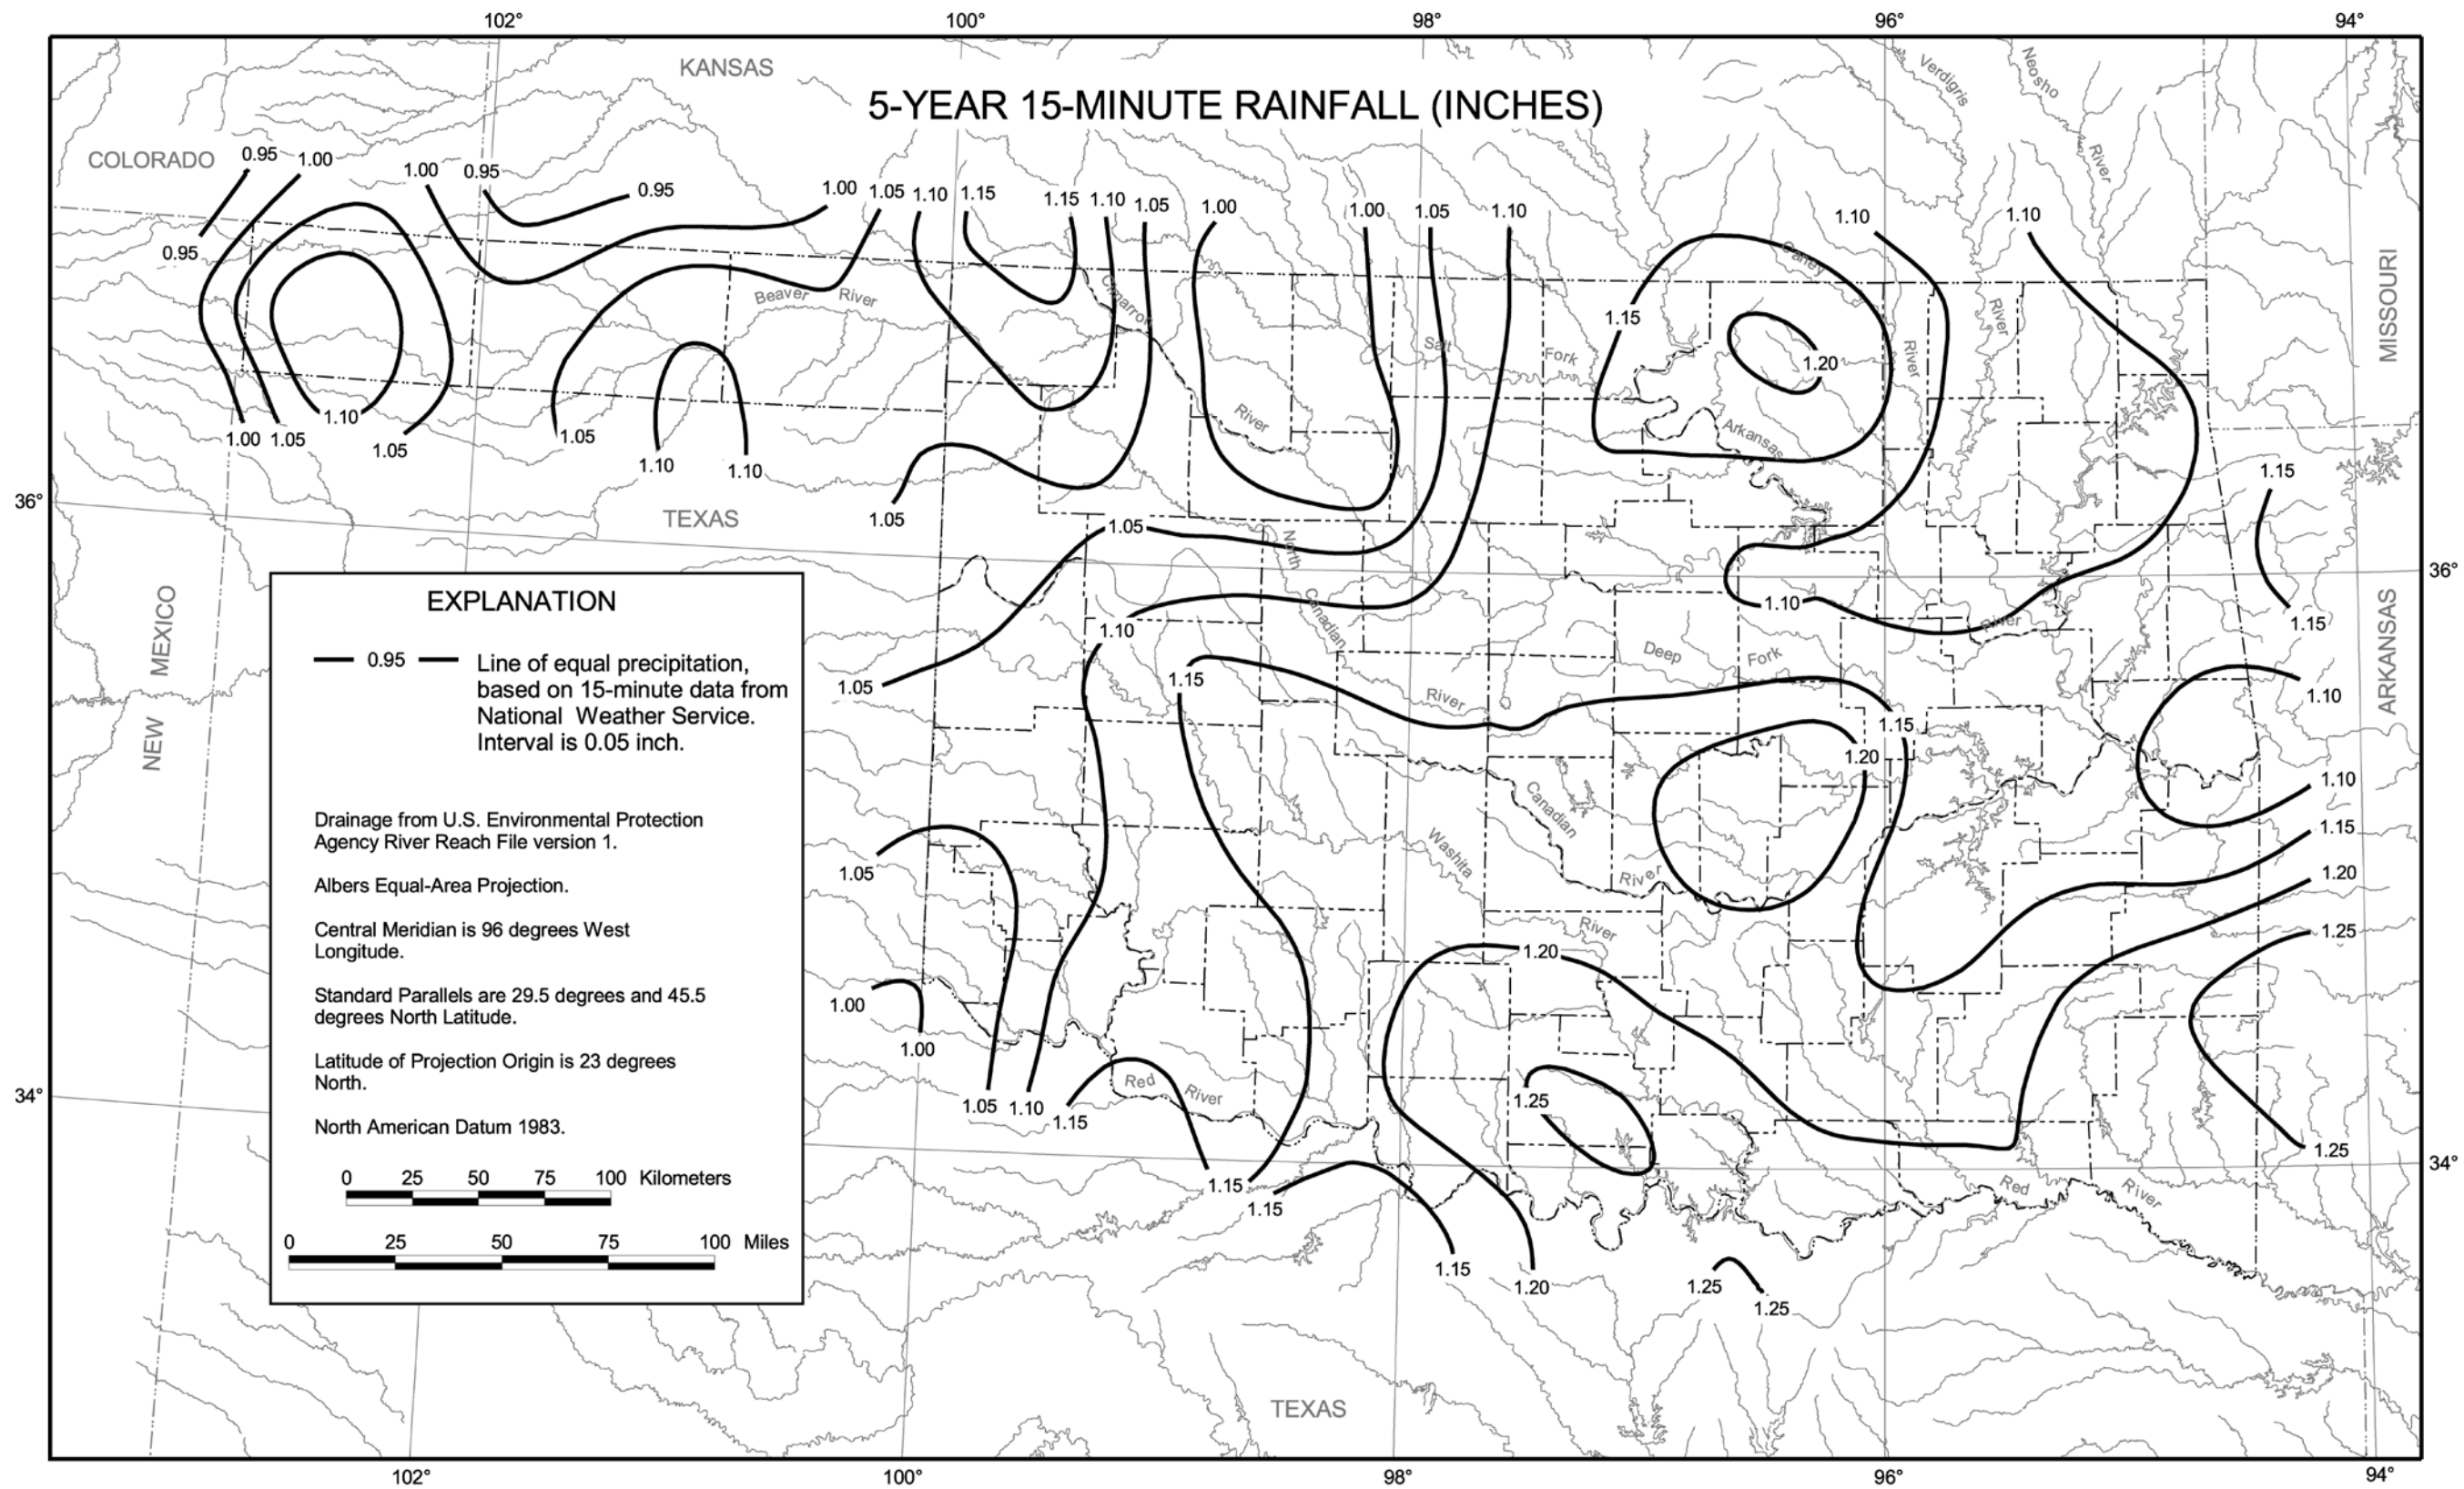 102° 100° 98° 96° 94°
KANSAS
5-YEAR 15-MINUTE RAINFALL (INCHES)
Verdigris
Neosho
River
COLORADO
0.95 1.00 1.00 0.95 0.95 1.00 1.05 1.10 1.15 1.15 1.10 1.05 1.00 1.00 1.05 1.10 1.10 1.10
0.95
Caney
MISSOURI
Beaver River
Cimarron
River
1.15
Salt Fork
River
1.20
1.10
1.00 1.05 1.05 1.05
River
Arkansas
1.10 1.10
1.15
36°
1.05
TEXAS
1.05
North
Canadian
36°
NEW MEXICO
ARKANSAS
1.10
1.15
River
1.10
Deep Fork
1.05
1.15
River
1.10
1.15
1.20
1.10
Canadian
1.15
Washita
River
1.05
1.20
River
1.25
1.20
1.00
1.00
Red River
1.25
1.05 1.10 1.15
34°
1.25
34°
1.15
1.15
Red River
1.15 1.20
1.25 1.25
TEXAS
EXPLANATION
0.95
Line of equal precipitation,
based on 15-minute data from
National Weather Service.
Interval is 0.05 inch.
Drainage from U.S. Environmental Protection
Agency River Reach File version 1.
Albers Equal-Area Projection.
Central Meridian is 96 degrees West
Longitude.
Standard Parallels are 29.5 degrees and 45.5
degrees North Latitude.
Latitude of Projection Origin is 23 degrees
North.
North American Datum 1983.
0 25 50 75 100 Kilometers
0 25 50 75 100 Miles
102° 100° 98° 96° 94°